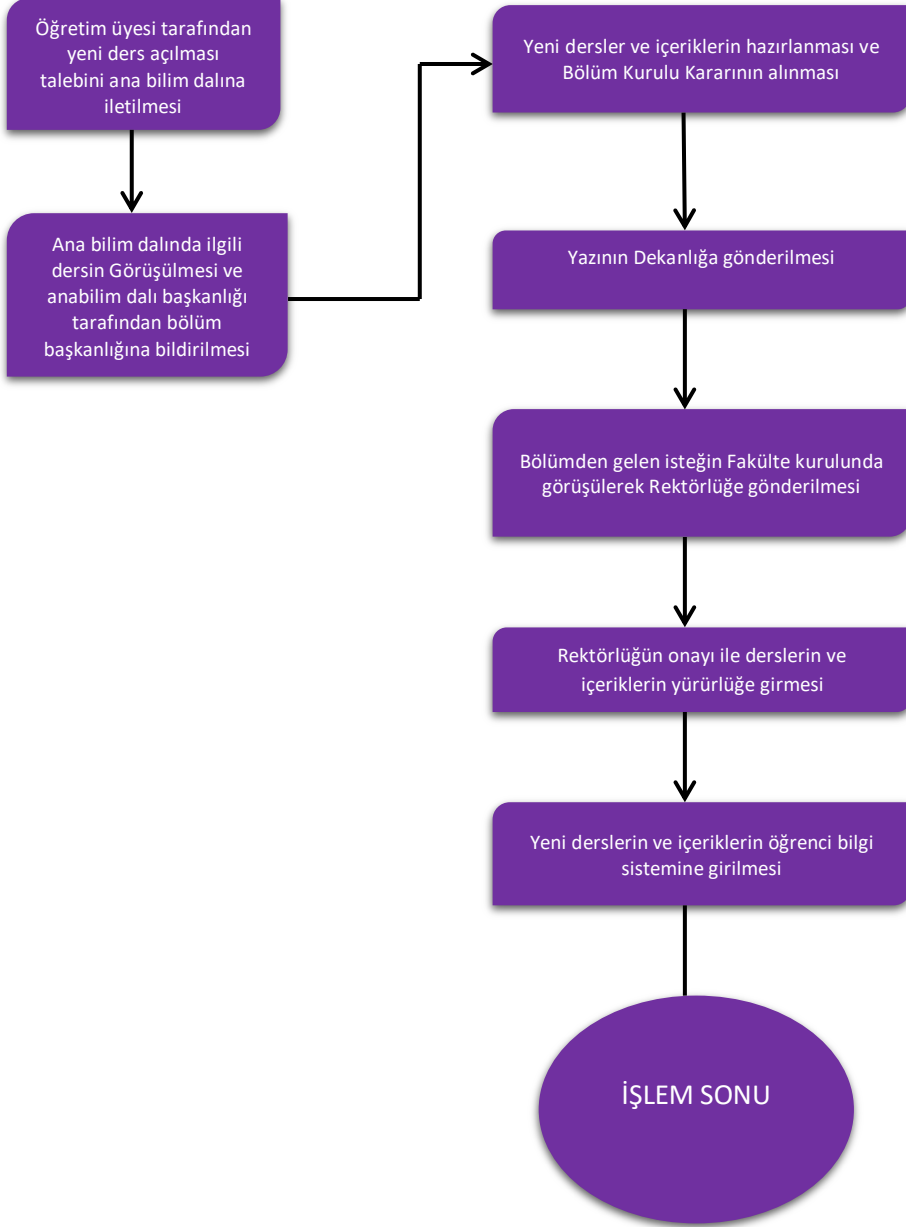 Öğretim üyesi tarafından
yeni ders açılması
talebini ana bilim dalına
iletilmesi
Ana bilim dalında ilgili
dersin Görüşülmesi ve
anabilim dalı başkanlığı
tarafından bölüm
başkanlığına bildirilmesi
Yeni dersler ve içeriklerin hazırlanması ve
Bölüm Kurulu Kararının alınması
Yazının Dekanlığa gönderilmesi
Bölümden gelen isteğin Fakülte kurulunda
görüşülerek Rektörlüğe gönderilmesi
Rektörlüğün onayı ile derslerin ve
içeriklerin yürürlüğe girmesi
Yeni derslerin ve içeriklerin öğrenci bilgi
sistemine girilmesi
İŞLEM SONU